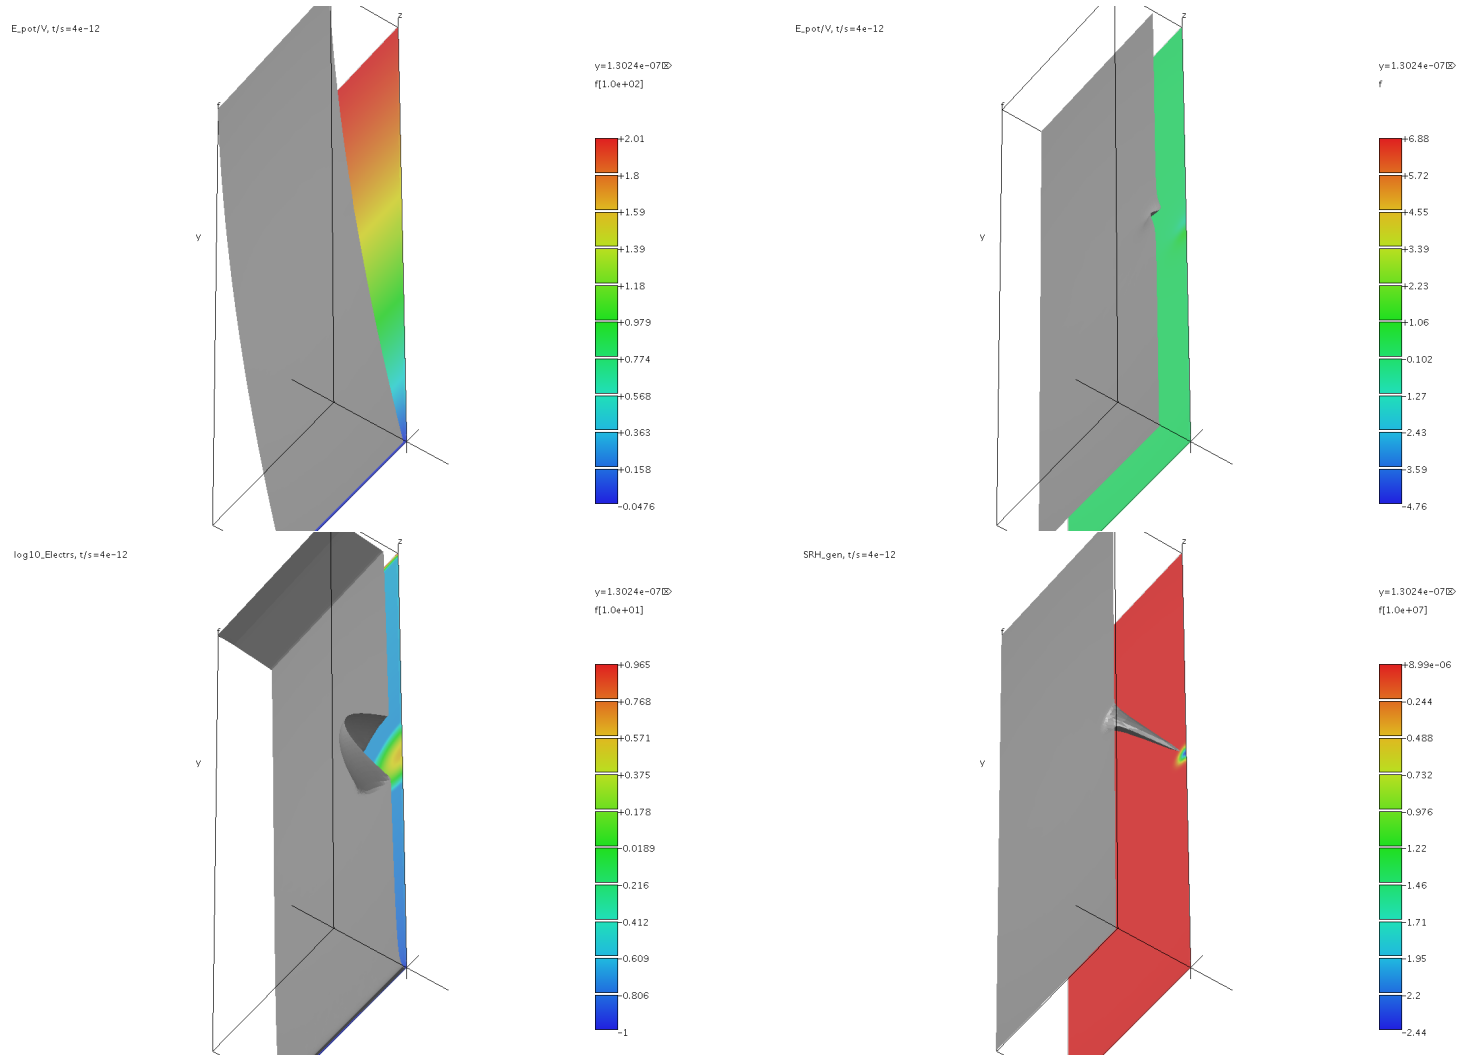 E_pot/V, t/s=4e-12
z
y=1.3024e-07
f[1.0e+02]
f
y
+2.01
+1.8
+1.59
+1.39
+1.18
+0.979
+0.774
+0.568
+0.363
+0.158
-0.0476
E_pot/V, t/s=4e-12
z
y=1.3024e-07
f
f
y
+6.88
+5.72
+4.55
+3.39
+2.23
+1.06
-0.102
-1.27
-2.43
-3.59
-4.76
log10_Electrs, t/s=4e-12
z
y=1.3024e-07
f[1.0e+01]
f
y
+0.965
+0.768
+0.571
+0.375
+0.178
-0.0189
-0.216
-0.412
-0.609
-0.806
-1
SRH_gen, t/s=4e-12
z
y=1.3024e-07
f[1.0e+07]
f
y
+8.99e-06
-0.244
-0.488
-0.732
-0.976
-1.22
-1.46
-1.71
-1.95
-2.2
-2.44